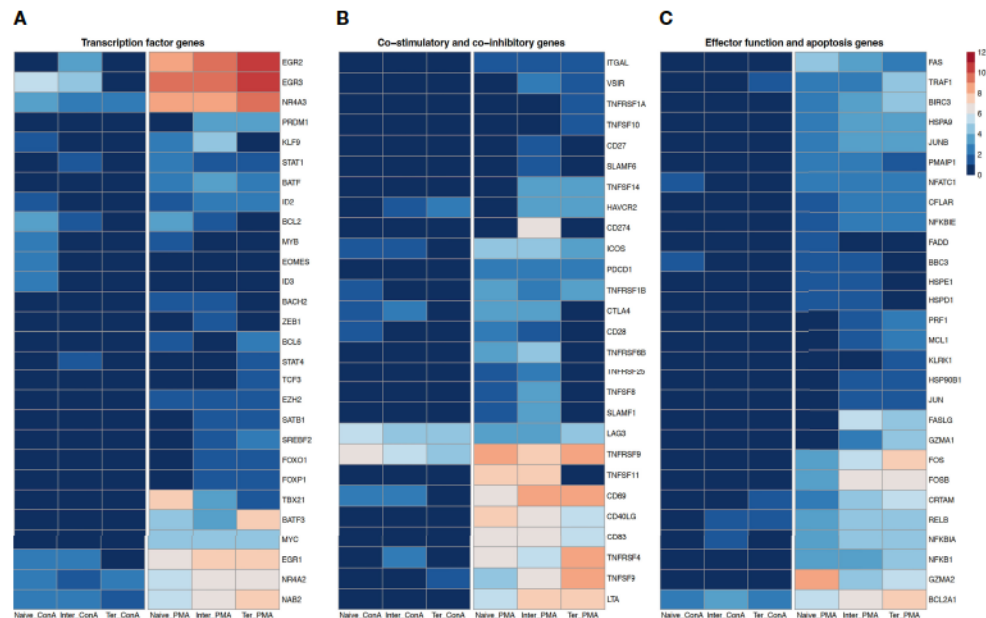 A
B
C
Transcription factor genes
Co-stimulatory and co-inhibitory genes
Effector function and apoptosis genes
EGR2
EGR3
NR4A3
PRDM1
KLF9
STAT1
BATF
ID2
BCL2
MYB
EOMES
ID3
BACH2
ZEB1
BCL6
STAT4
TCF3
EZH2
SATB1
SREBF2
FOXO1
FOXP1
TBX21
BATF3
MYC
EGR1
NR4A2
NAB2
Naive_ConA Inter_ConA Ter_ConA Naive_PMA Inter_PMA Ter_PMA
ITGAL
VSIR
TNFRSF1A
TNFSF10
CD27
SLAMF6
TNFSF14
HAVCR2
CD274
ICOS
PDCD1
TNFRSF1B
CTLA4
CD28
TNFRSF6B
TNFRSF25
TNFSF8
SLAMF1
LAG3
TNFRSF9
TNFSF11
CD69
CD40LG
CD83
TNFRSF4
TNFSF9
LTA
Naive_ConA Inter_ConA Ter_ConA Naive_PMA Inter_PMA Ter_PMA
FAS
TRAF1
BIRC3
HSPA9
JUNB
PMAIP1
NFATC1
CFLAR
NFKBIE
FADD
BBC3
HSPE1
HSPD1
PRF1
MCL1
KLRK1
HSP90B1
JUN
FASLG
GZMA1
FOS
FOSB
CRTAM
RELB
NFKBIA
NFKB1
GZMA2
BCL2A1
Naive_ConA Inter_ConA Ter_ConA Naive_PMA Inter_PMA Ter_PMA
12
10
8
6
4
2
0